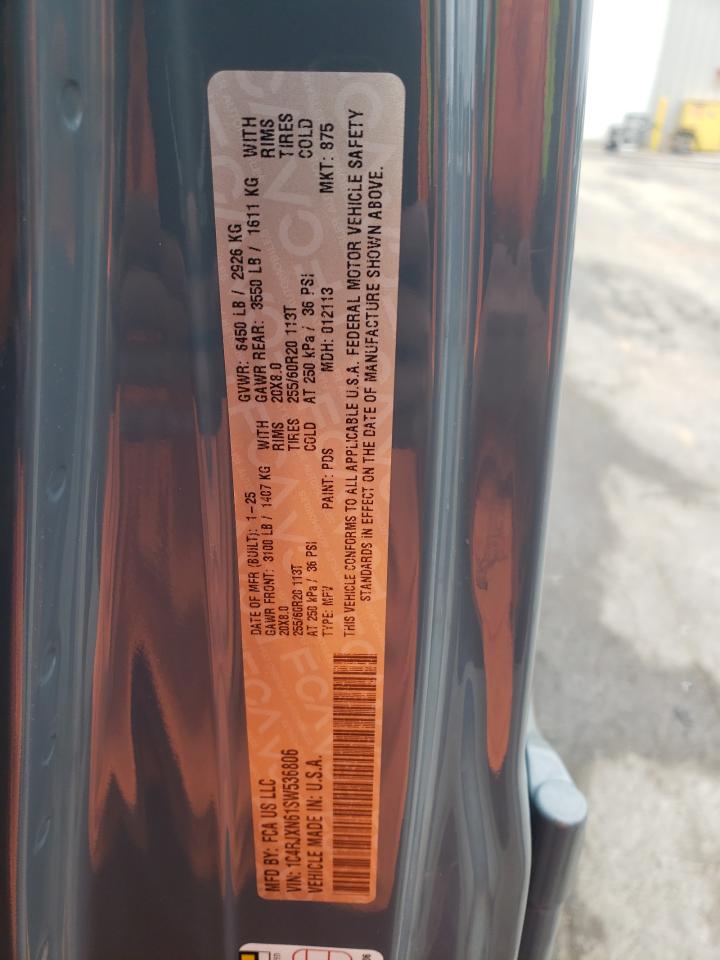 MFD BY: FCA US LLC
DATE OF MFR (BUILT): 1-25
GVWR: 6450 LB / 2926 KG
GAWR FRONT: 3100 LB / 1407 KG WITH
GAWR REAR: 3550 LB / 1611 KG WITH
20X8.0 RIMS
20X8.0 RIMS
255/60R20 113T TIRES
255/60R20 113T TIRES
AT 250 kPa / 36 PSI COLD
AT 250 kPa / 36 PSI COLD
VIN: 1C4RJXN61SW536806
TYPE: MPV
PAINT: PDS
MDH: 012113
MKT: 875
VEHICLE MADE IN: U.S.A.
THIS VEHICLE CONFORMS TO ALL APPLICABLE U.S.A. FEDERAL MOTOR VEHICLE SAFETY
STANDARDS IN EFFECT ON THE DATE OF MANUFACTURE SHOWN ABOVE.